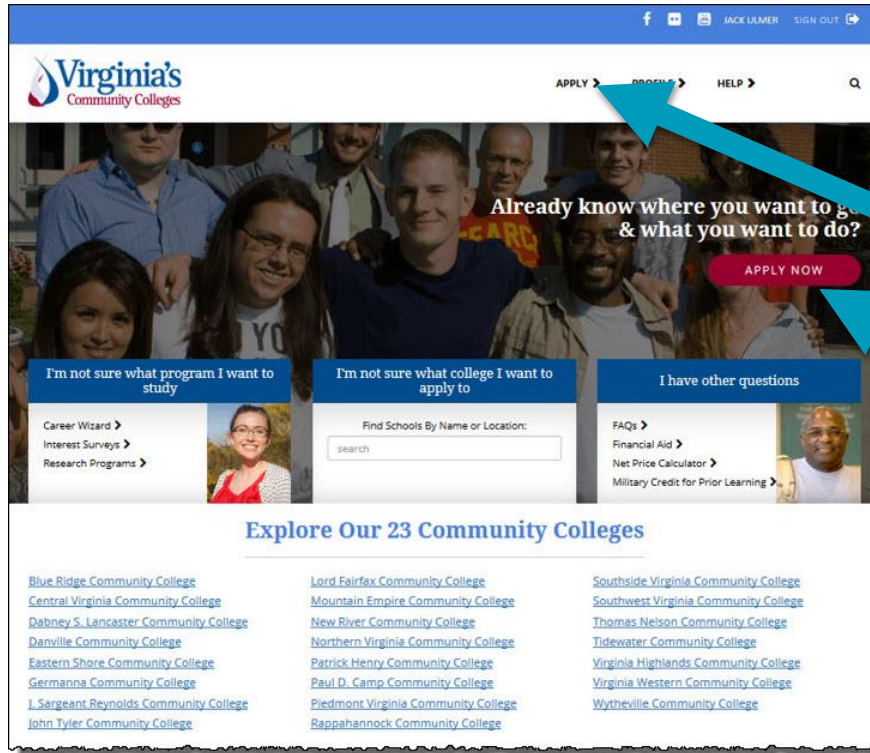 JACK ULMER SIGN OUT
Virginia's
Community Colleges
APPLY PROFILE HELP
Already know where you want to go
& what you want to do?
APPLY NOW
I'm not sure what program I want to
study
Career Wizard
Interest Surveys
Research Programs
I'm not sure what college I want to
apply to
Find Schools By Name or Location:
search
I have other questions
FAQs
Financial Aid
Net Price Calculator
Military Credit for Prior Learning
Explore Our 23 Community Colleges
Blue Ridge Community College
Central Virginia Community College
Dabney S. Lancaster Community College
Danville Community College
Eastern Shore Community College
Germanna Community College
J. Sargeant Reynolds Community College
John Tyler Community College
Lord Fairfax Community College
Mountain Empire Community College
New River Community College
Northern Virginia Community College
Patrick Henry Community College
Paul D. Camp Community College
Piedmont Virginia Community College
Rappahannock Community College
Southside Virginia Community College
Southwest Virginia Community College
Thomas Nelson Community College
Tidewater Community College
Virginia Highlands Community College
Virginia Western Community College
Wytheville Community College